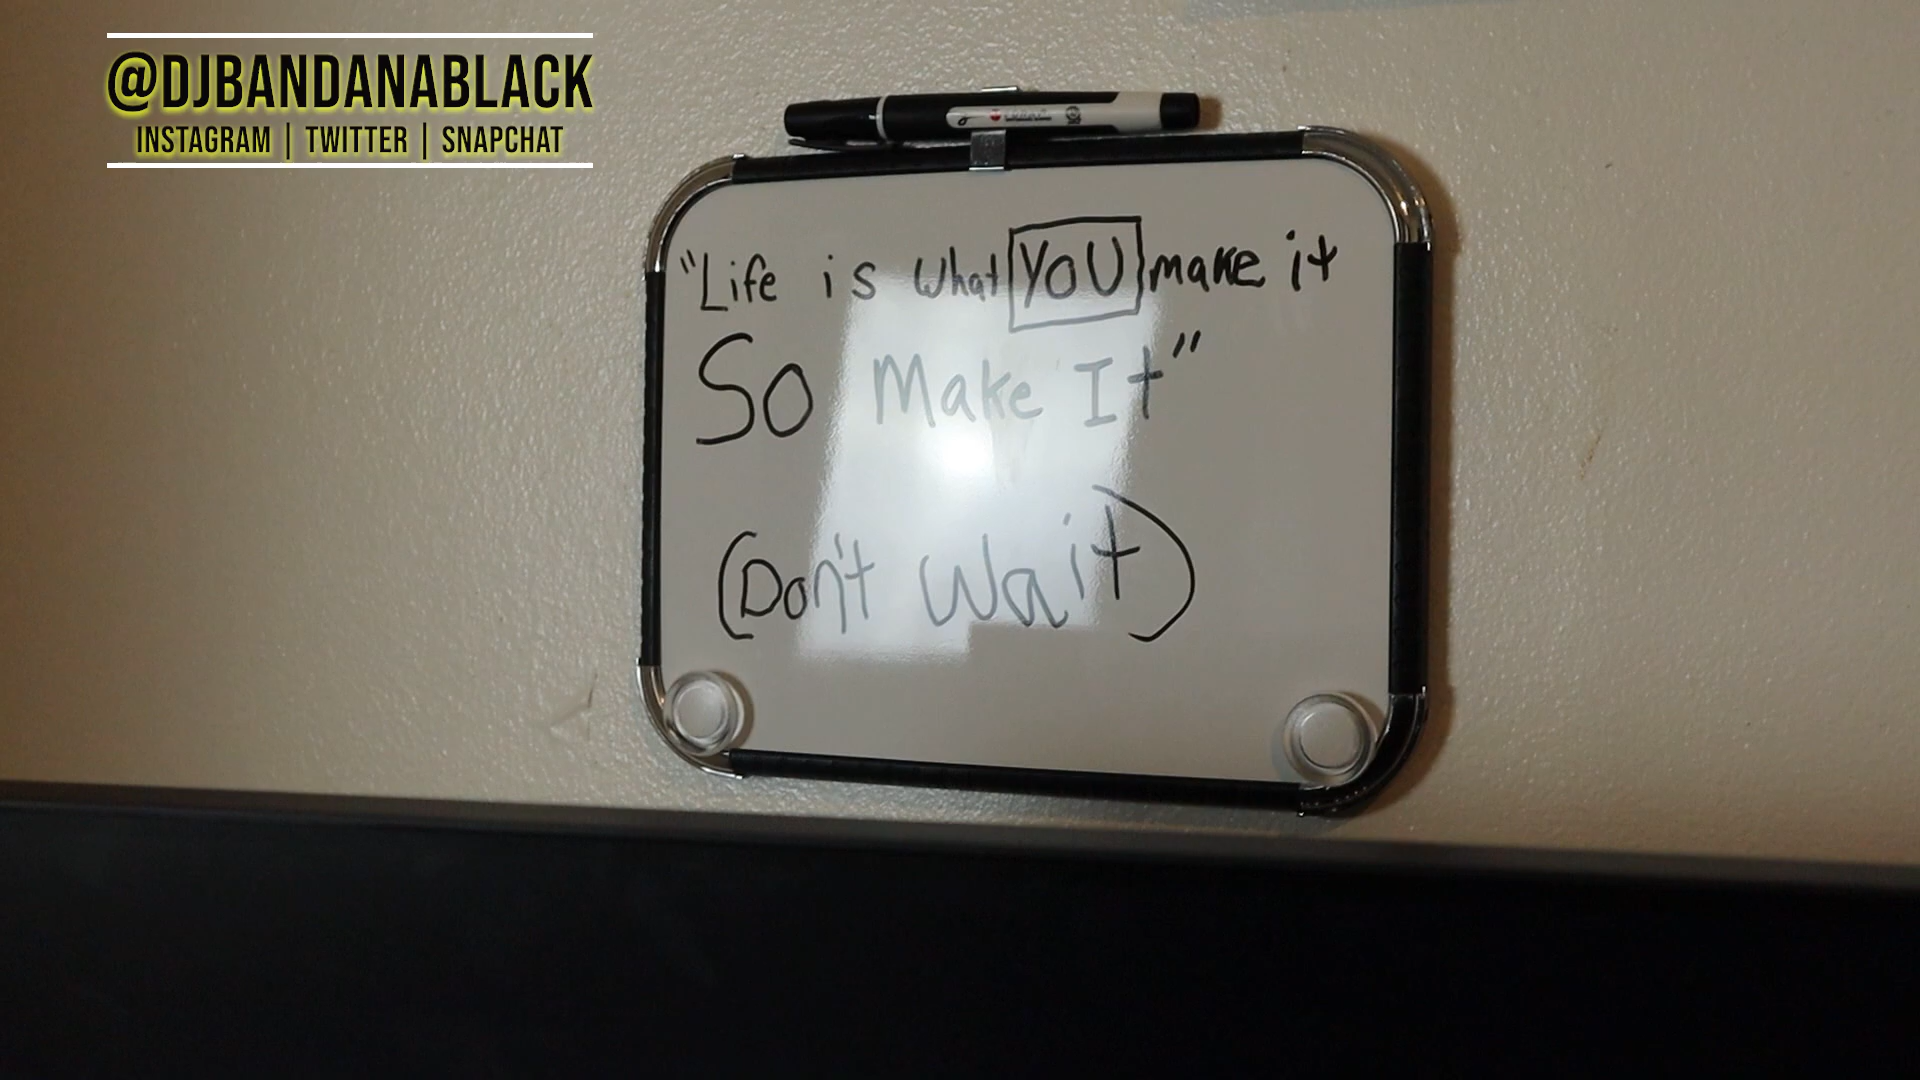 @DJBANDANABLACK
INSTAGRAM | TWITTER | SNAPCHAT
"Life is what YOU make it
So Make It"
(Don't Wait)